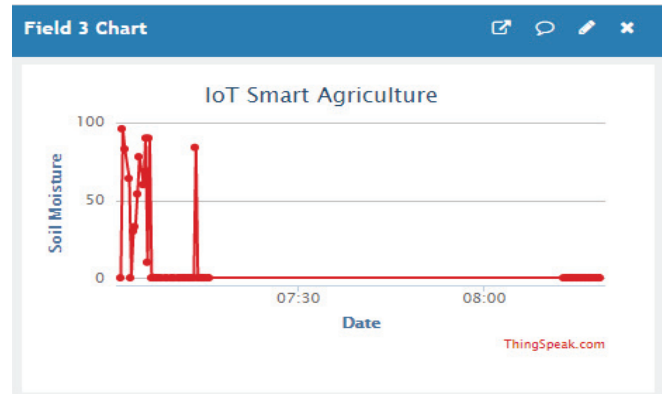 Field 3 Chart
IoT Smart Agriculture
Soil Moisture
100
50
0
07:30 08:00
Date
ThingSpeak.com